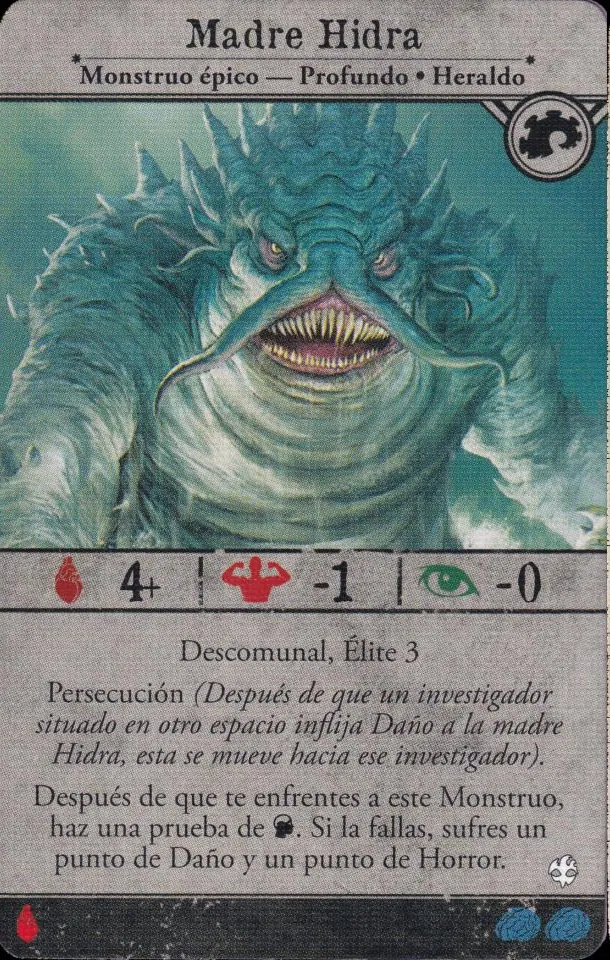 Madre Hidra
Monstruo épico — Profundo • Heraldo
4+ -1 -0
Descomunal, Élite 3
Persecución (Después de que un investigador
situado en otro espacio inflija Daño a la madre
Hidra, esta se mueve hacia ese investigador).
Después de que te enfrentes a este Monstruo,
haz una prueba de . Si la fallas, sufres un
punto de Daño y un punto de Horror.